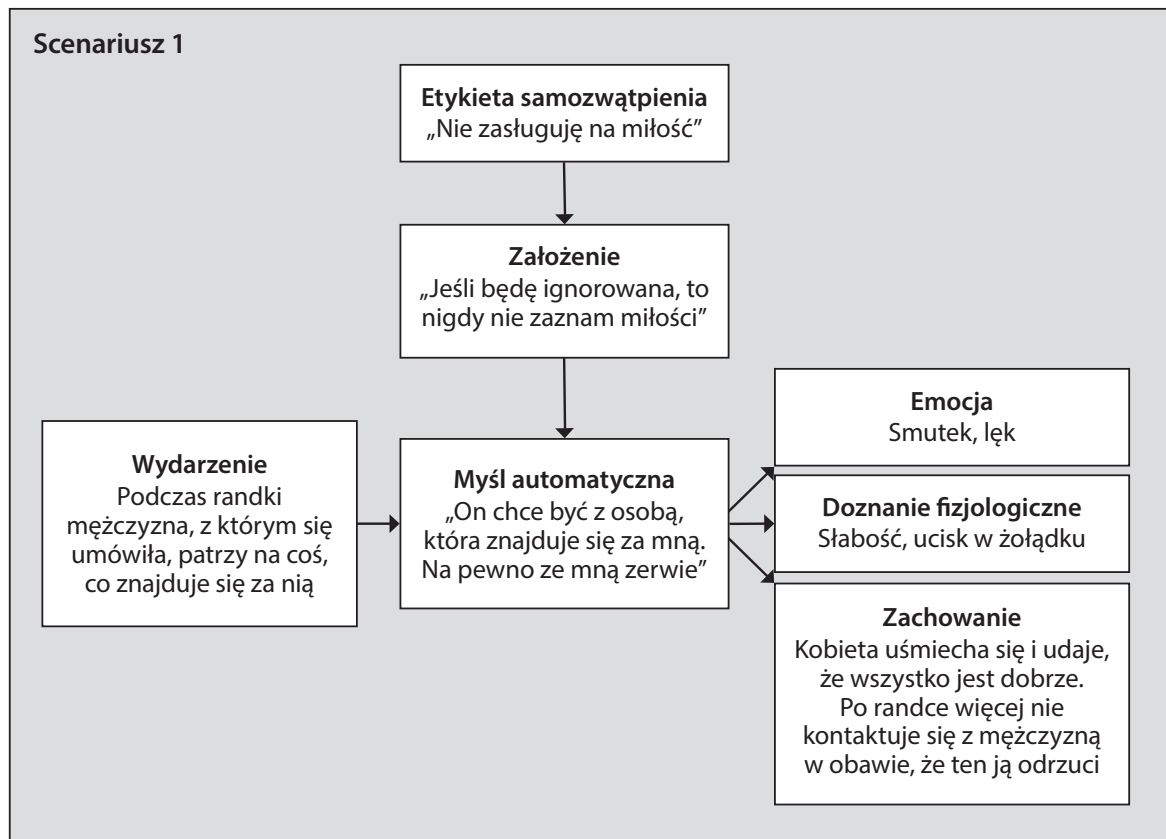 Scenariusz 1
Etykieta samozwątpienia
„Nie zasługuję na miłość”
Założenie
„Jeśli będę ignorowana, to
nigdy nie zaznam miłości”
Wydarzenie
Podczas randki
mężczyzna, z którym się
umówiła, patrzy na coś,
co znajduje się za nią
Myśl automatyczna
„On chce być z osobą,
która znajduje się za mną.
Na pewno ze mną zerwie”
Emocja
Smutek, lęk
Doznanie fizjologiczne
Słabość, ucisk w żołądku
Zachowanie
Kobieta uśmiecha się i udaje,
że wszystko jest dobrze.
Po randce więcej nie
kontaktuje się z mężczyzną
w obawie, że ten ją odrzuci